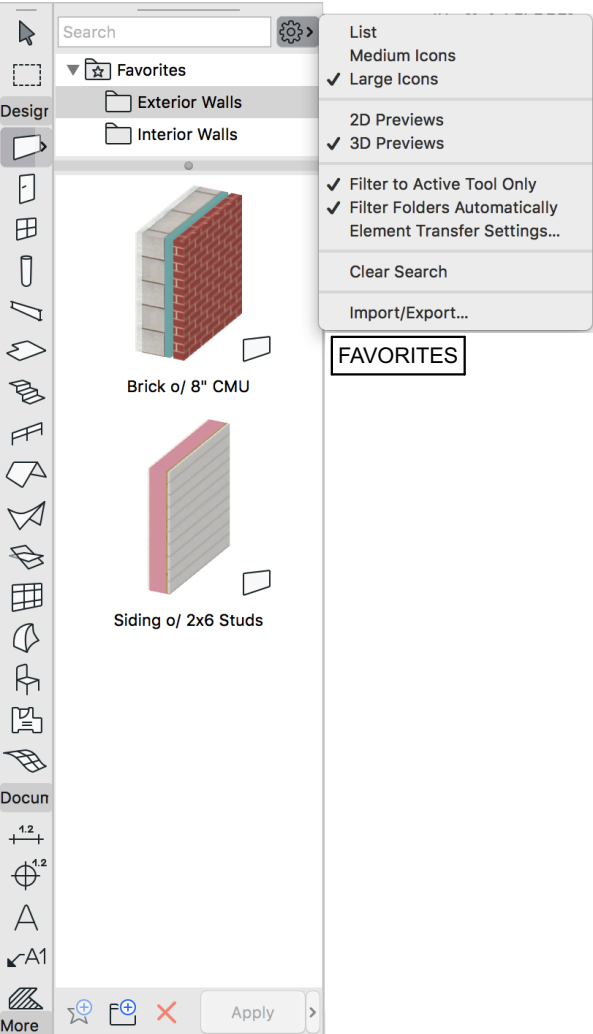 Search
Favorites
Exterior Walls
Interior Walls
List
Medium Icons
Large Icons
2D Previews
3D Previews
Filter to Active Tool Only
Filter Folders Automatically
Element Transfer Settings...
Clear Search
Import/Export...
FAVORITES
Brick o/ 8" CMU
Siding o/ 2x6 Studs
Desigr
Docum
1.2
1.2
A
A1
More
Apply